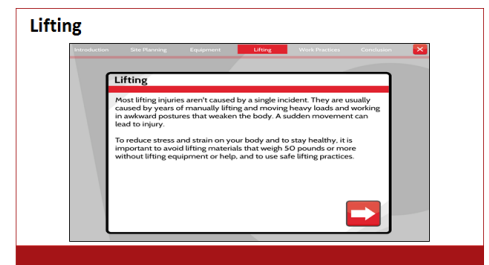 Lifting
Introduction Site Planning Equipment Lifting Work Practices Conclusion
Lifting
Most lifting injuries aren't caused by a single incident. They are usually
caused by years of manually lifting and moving heavy loads and working
in awkward postures that weaken the body. A sudden movement can
lead to injury.
To reduce stress and strain on your body and to stay healthy, it is
important to avoid lifting materials that weigh 50 pounds or more
without lifting equipment or help, and to use safe lifting practices.